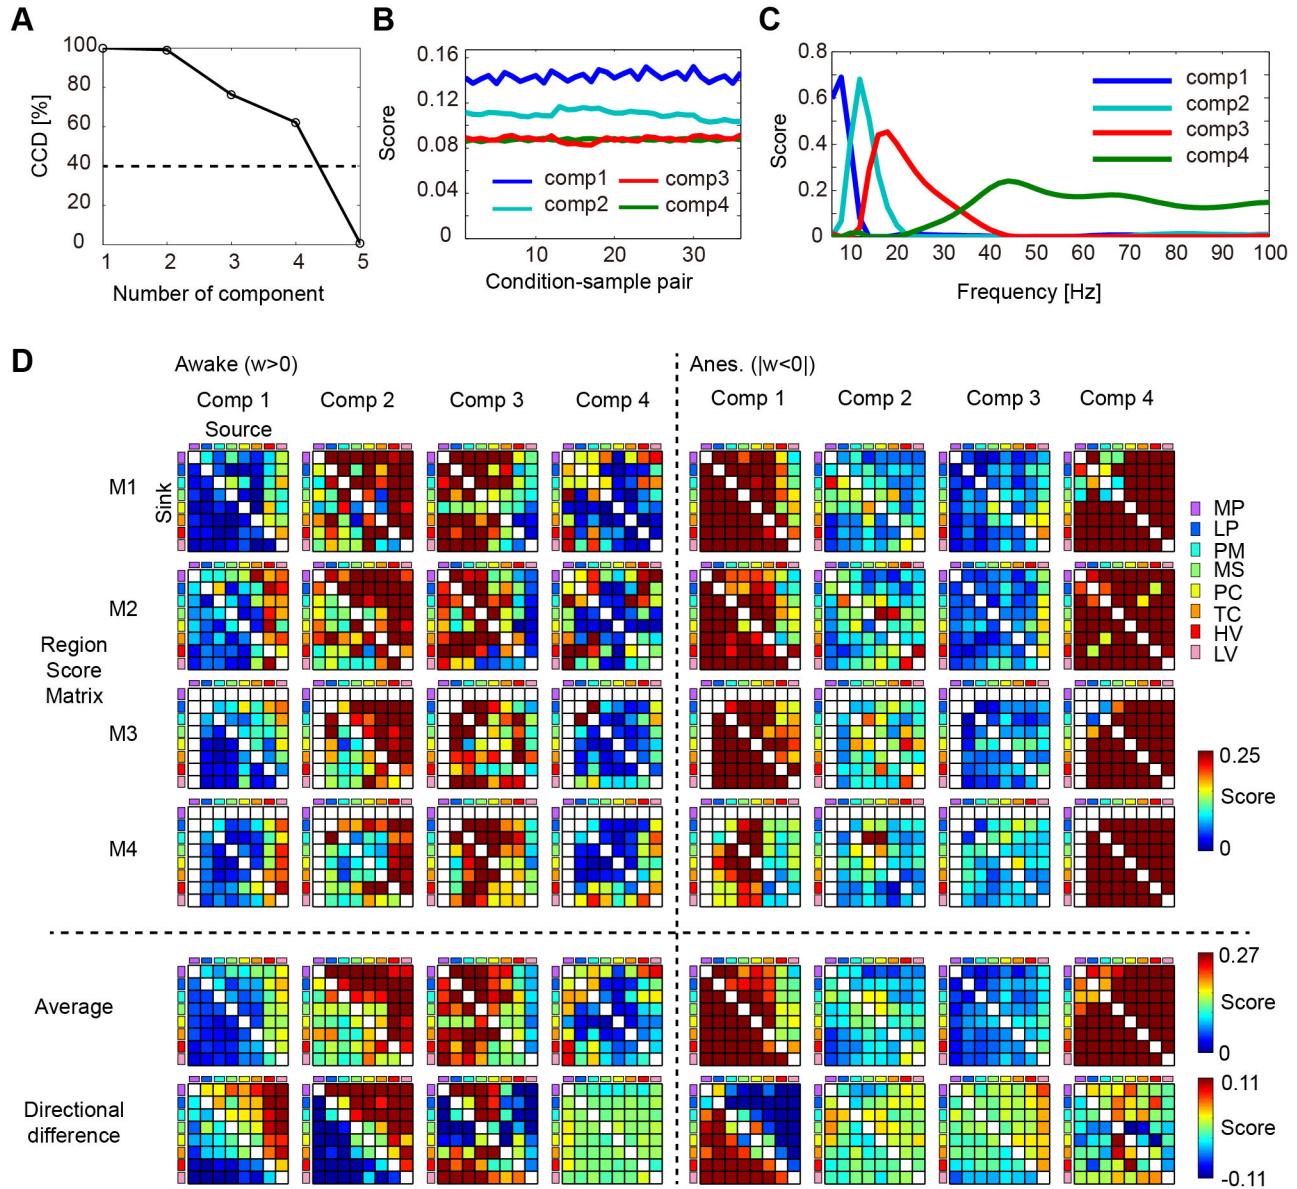 A
100
80
60
40
20
0
CCD [%]
1 2 3 4 5
Number of component
B
0.16
0.12
0.08
0.04
0
Score
comp1 comp3
comp2 comp4
10 20 30
Condition-sample pair
C
0.8
0.6
0.4
0.2
0
Score
comp1
comp2
comp3
comp4
10 20 30 40 50 60 70 80 90 100
Frequency [Hz]
D
Awake (w>0)
Anes. (|w<0|)
Comp 1 Comp 2 Comp 3 Comp 4 Comp 1 Comp 2 Comp 3 Comp 4
Source
Sink
M1
M2
Region
Score
Matrix
M3
M4
MP
LP
PM
MS
PC
TC
HV
LV
0.25
Score
0
Average
0.27
Score
0
Directional
difference
0.11
Score
-0.11